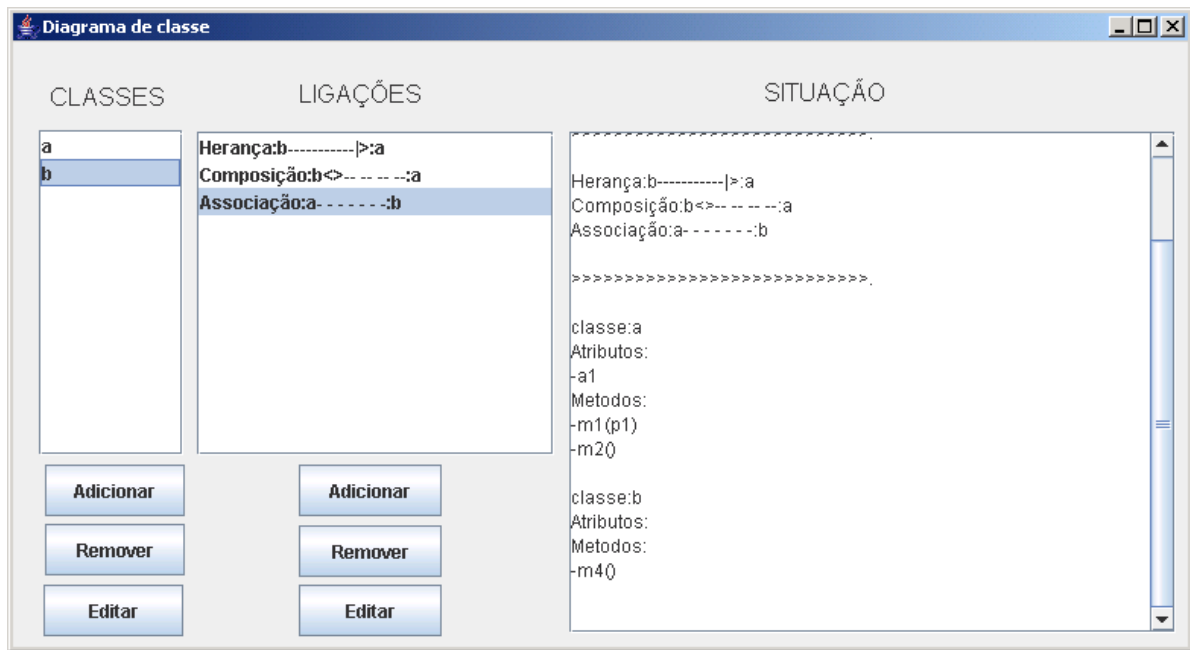 Diagrama de classe
CLASSES
LIGAÇÕES
SITUAÇÃO
a
b
Herança:b-----------|>:a
Composição:b<>-- -- -- --:a
Associação:a- - - - - - -:b
Adicionar
Remover
Editar
Adicionar
Remover
Editar
>>>>>>>>>>>>>>>>>>>>>>>>>>>>.
Herança:b-----------|>:a
Composição:b<>-- -- -- --:a
Associação:a- - - - - - -:b
>>>>>>>>>>>>>>>>>>>>>>>>>>>>.
classe:a
Atributos:
-a1
Metodos:
-m1(p1)
-m2()
classe:b
Atributos:
Metodos:
-m4()